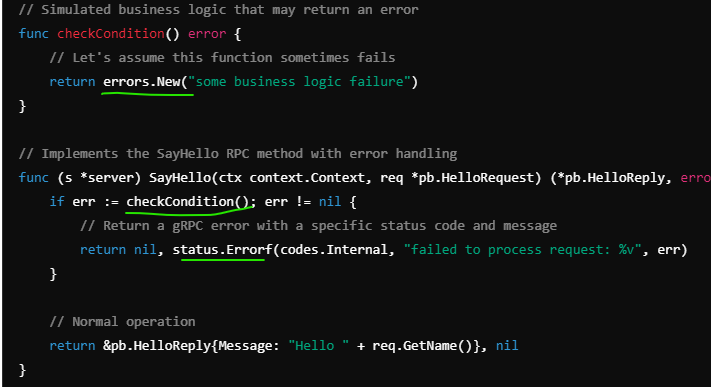 // Simulated business logic that may return an error
func checkCondition() error {
// Let's assume this function sometimes fails
return errors.New("some business logic failure")
}
// Implements the SayHello RPC method with error handling
func (s *server) SayHello(ctx context.Context, req *pb.HelloRequest) (*pb.HelloReply, erro
if err := checkCondition(); err != nil {
// Return a gRPC error with a specific status code and message
return nil, status.Errorf(codes.Internal, "failed to process request: %v", err)
}
// Normal operation
return &pb.HelloReply{Message: "Hello " + req.GetName()}, nil
}